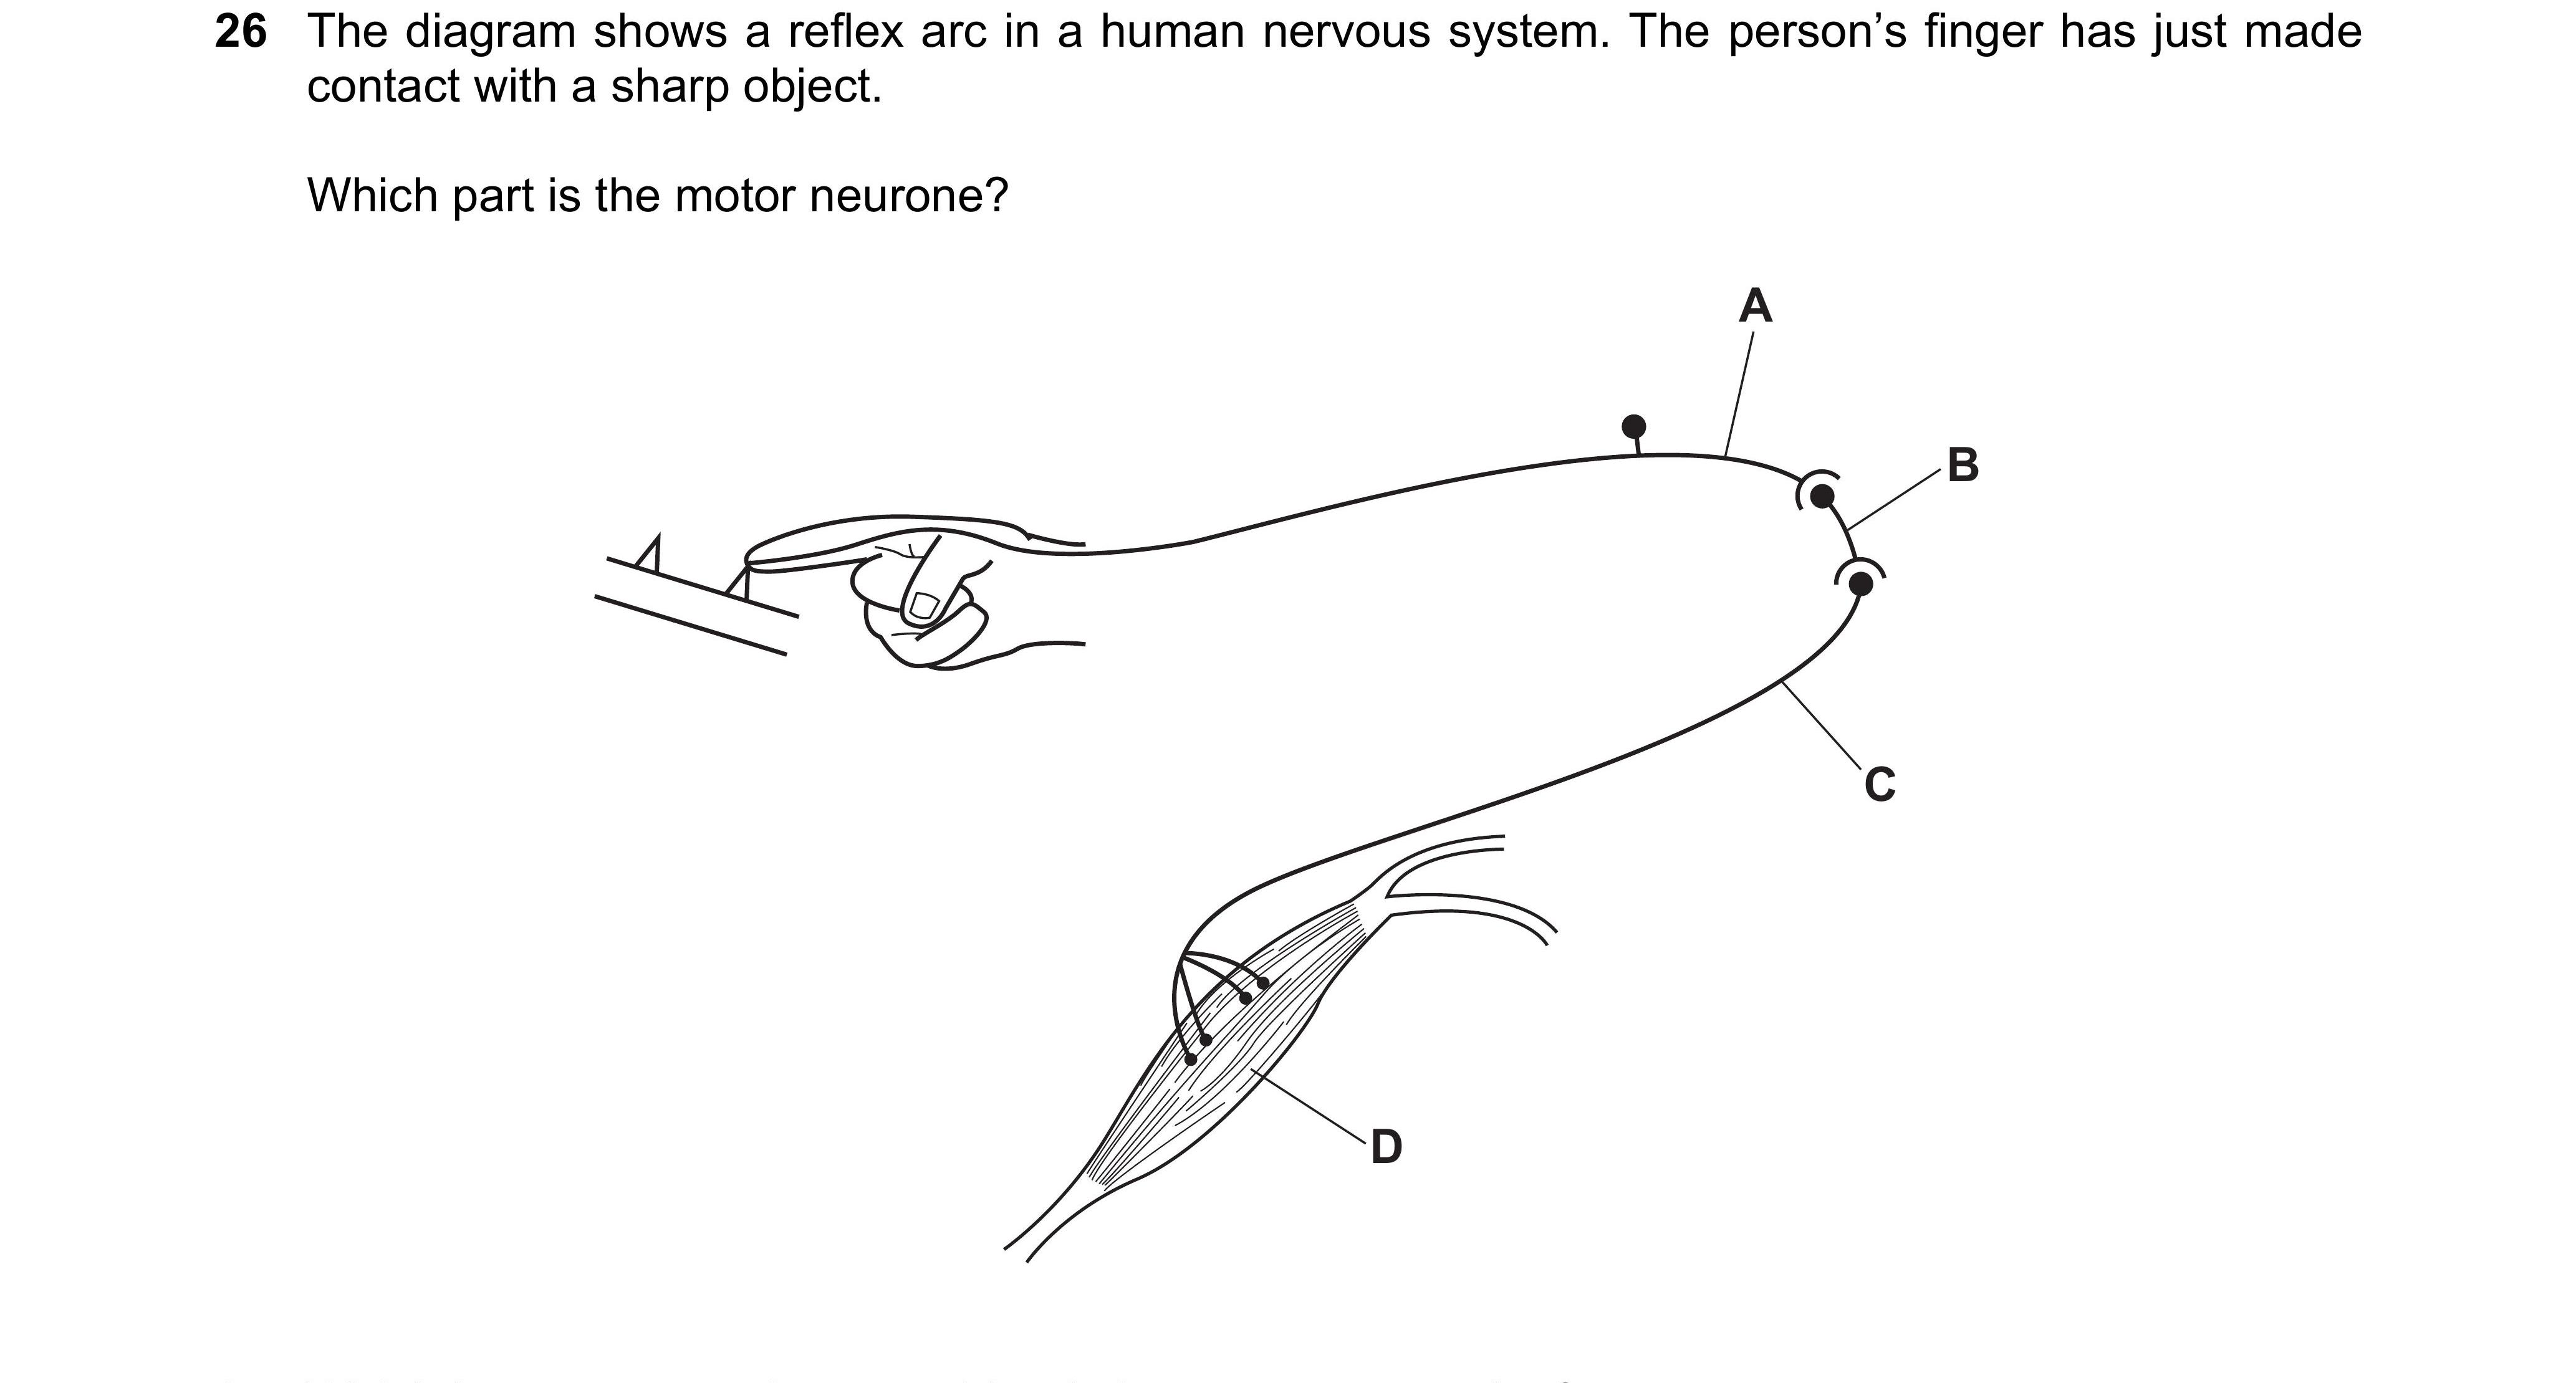 26 The diagram shows a reflex arc in a human nervous system. The person’s finger has just made
contact with a sharp object.
Which part is the motor neurone?
A
B
C
D